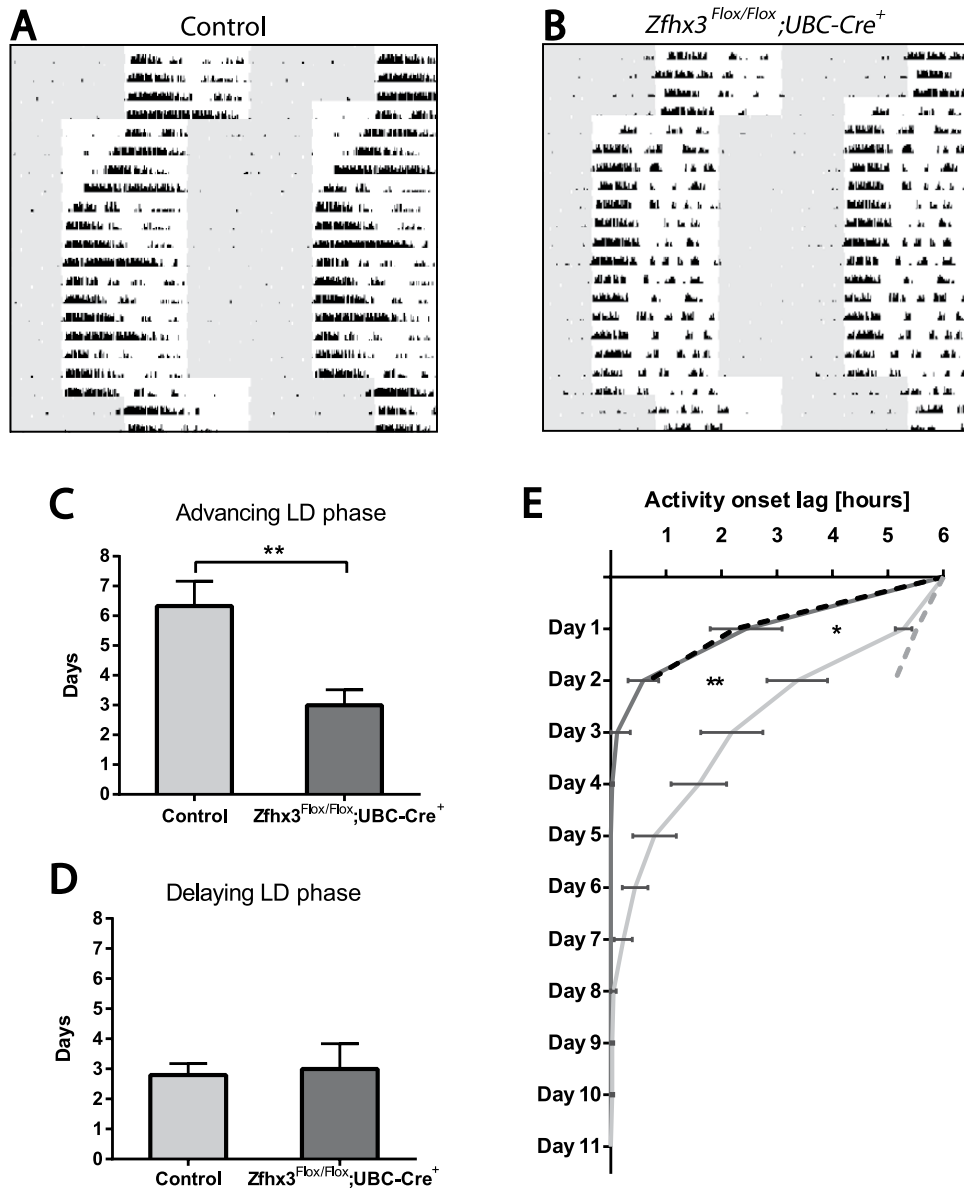 A
Control
B
Zfhx3 Flox/Flox ;UBC-Cre+
C
Advancing LD phase
**
8
7
6
5
4
3
2
1
0
Days
Control
Zfhx3Flox/Flox;UBC-Cre+
D
Delaying LD phase
8
7
6
5
4
3
2
1
0
Days
Control
Zfhx3Flox/Flox;UBC-Cre+
E
Activity onset lag [hours]
1 2 3 4 5 6
Day 1
*
Day 2
**
Day 3
Day 4
Day 5
Day 6
Day 7
Day 8
Day 9
Day 10
Day 11